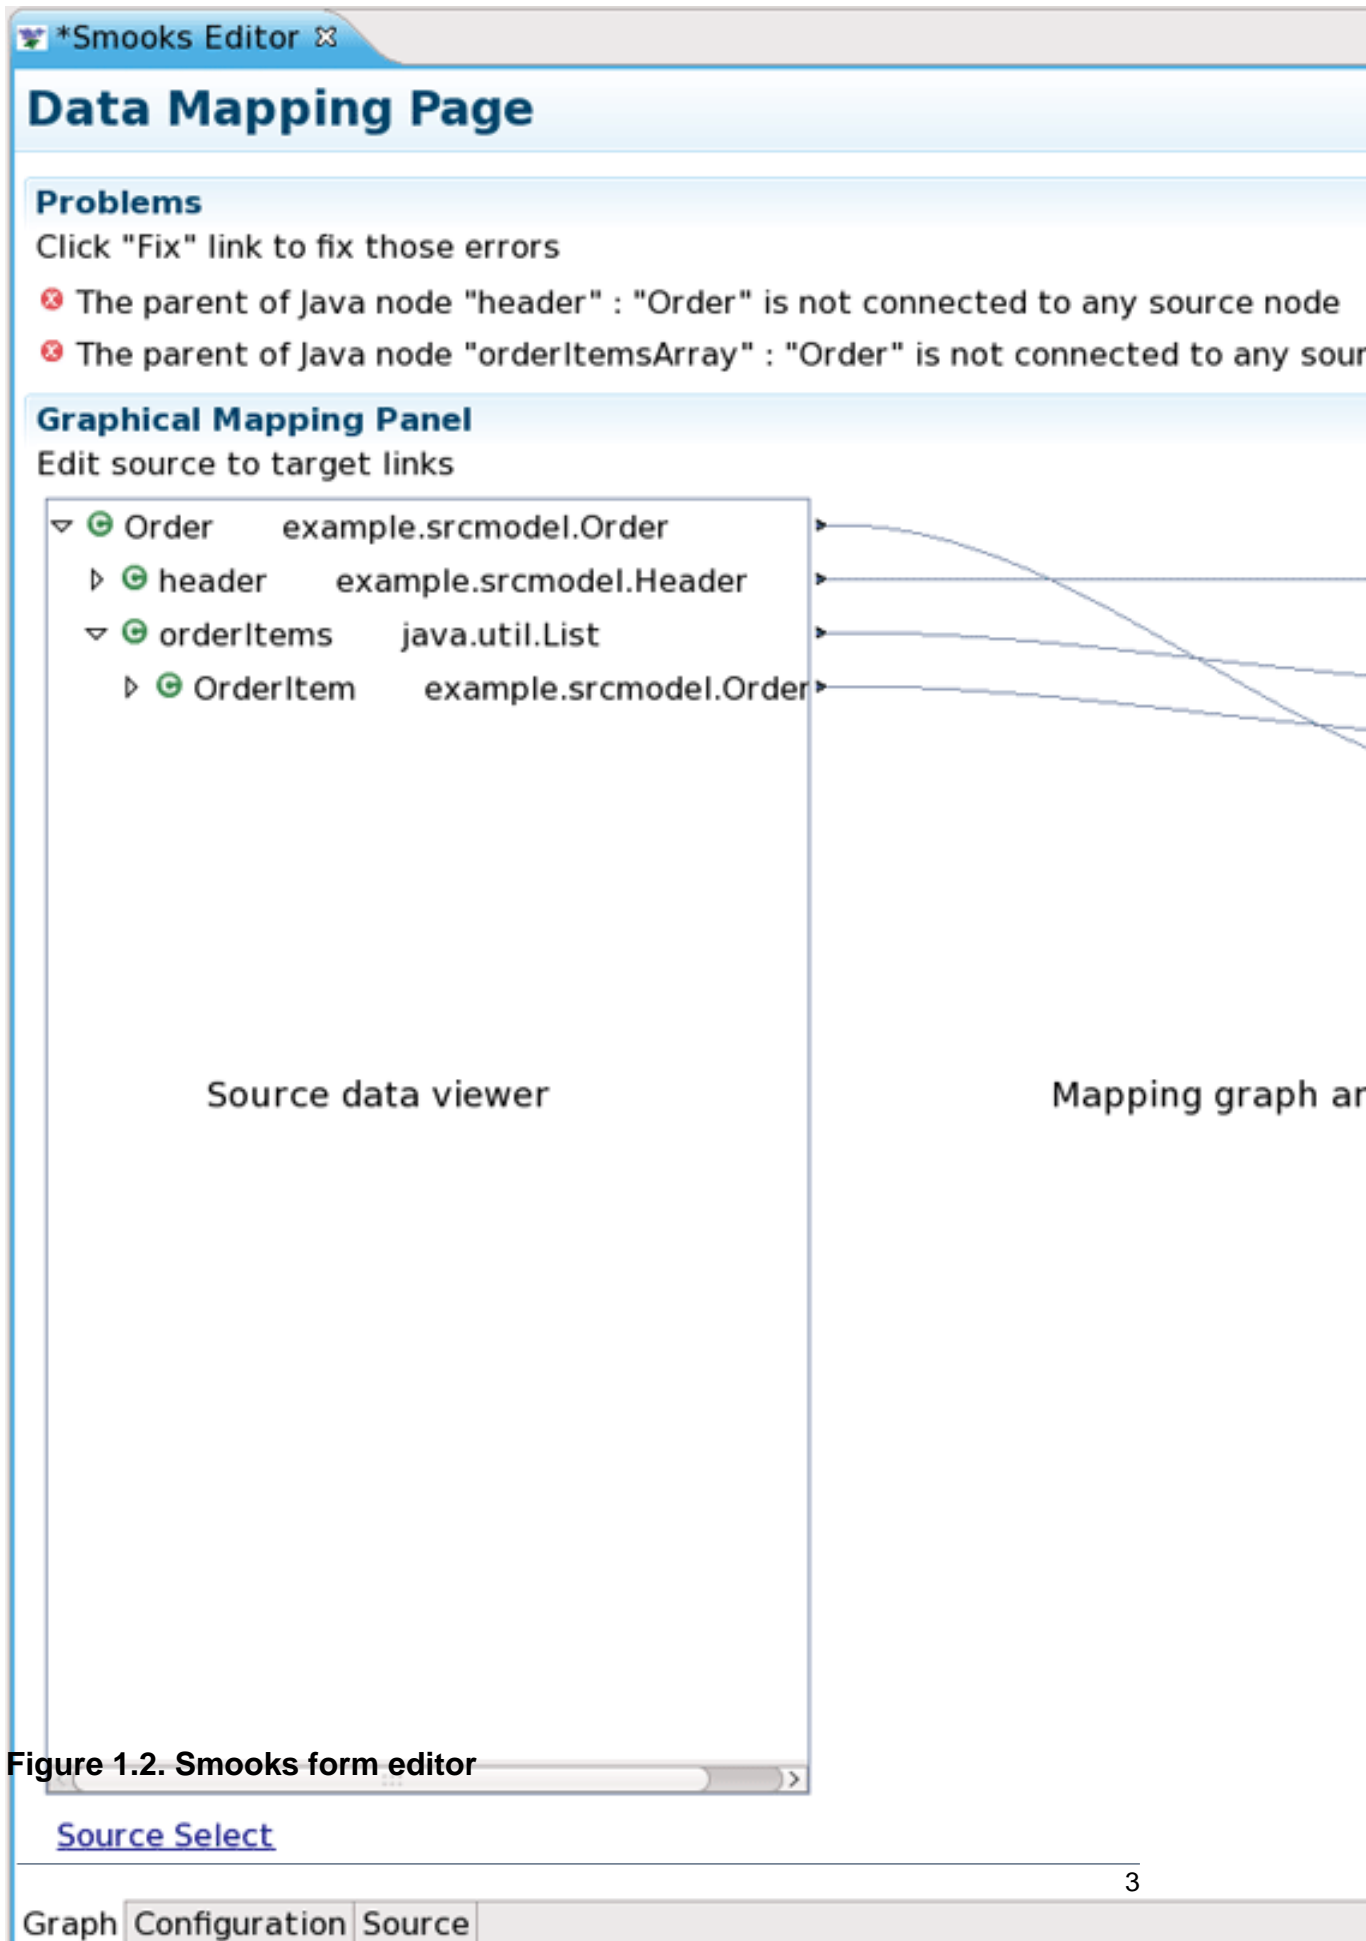 *Smooks Editor
Data Mapping Page
Problems
Click "Fix" link to fix those errors
The parent of Java node "header" : "Order" is not connected to any source node
The parent of Java node "orderItemsArray" : "Order" is not connected to any
Graphical Mapping Panel
Edit source to target links
Order example.srcmodel.Order
header example.srcmodel.Header
orderItems java.util.List
OrderItem example.srcmodel.Order
Source data viewer Mapping graph
Figure 1.2. Smooks form editor
Source Select
3
Graph Configuration Source